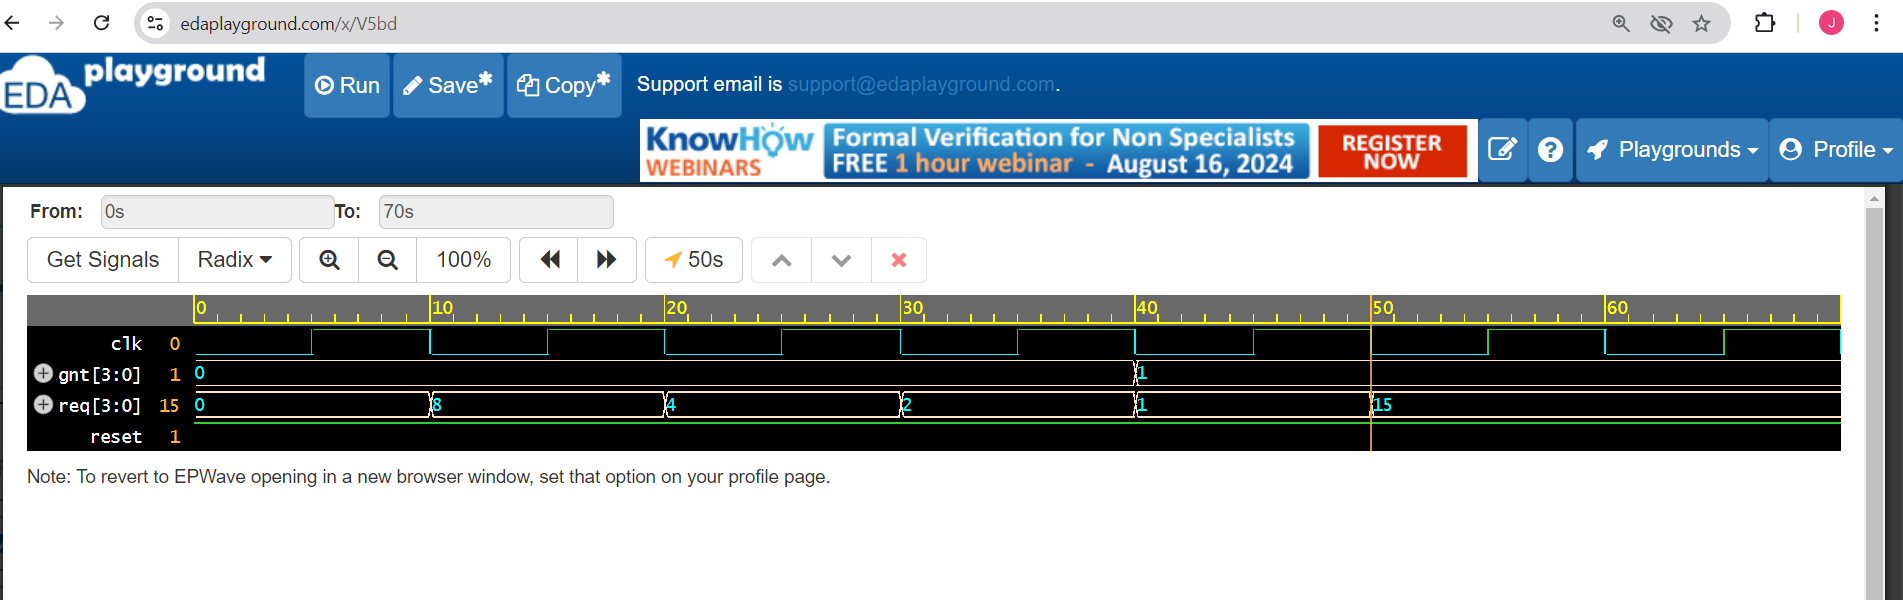 edaplayground.com/x/V5bd
J
EDA playground
Run
Save*
Copy*
Support email is support@edaplayground.com.
KnowHow WEBINARS
Formal Verification for Non Specialists
FREE 1 hour webinar - August 16, 2024
REGISTER NOW
Playgrounds
Profile
From: 0s To: 70s
Get Signals Radix 100% 50s
0 10 20 30 40 50 60
clk 0
gnt[3:0] 1 0 1
req[3:0] 15 0 8 4 2 1 15
reset 1
Note: To revert to EPWave opening in a new browser window, set that option on your profile page.